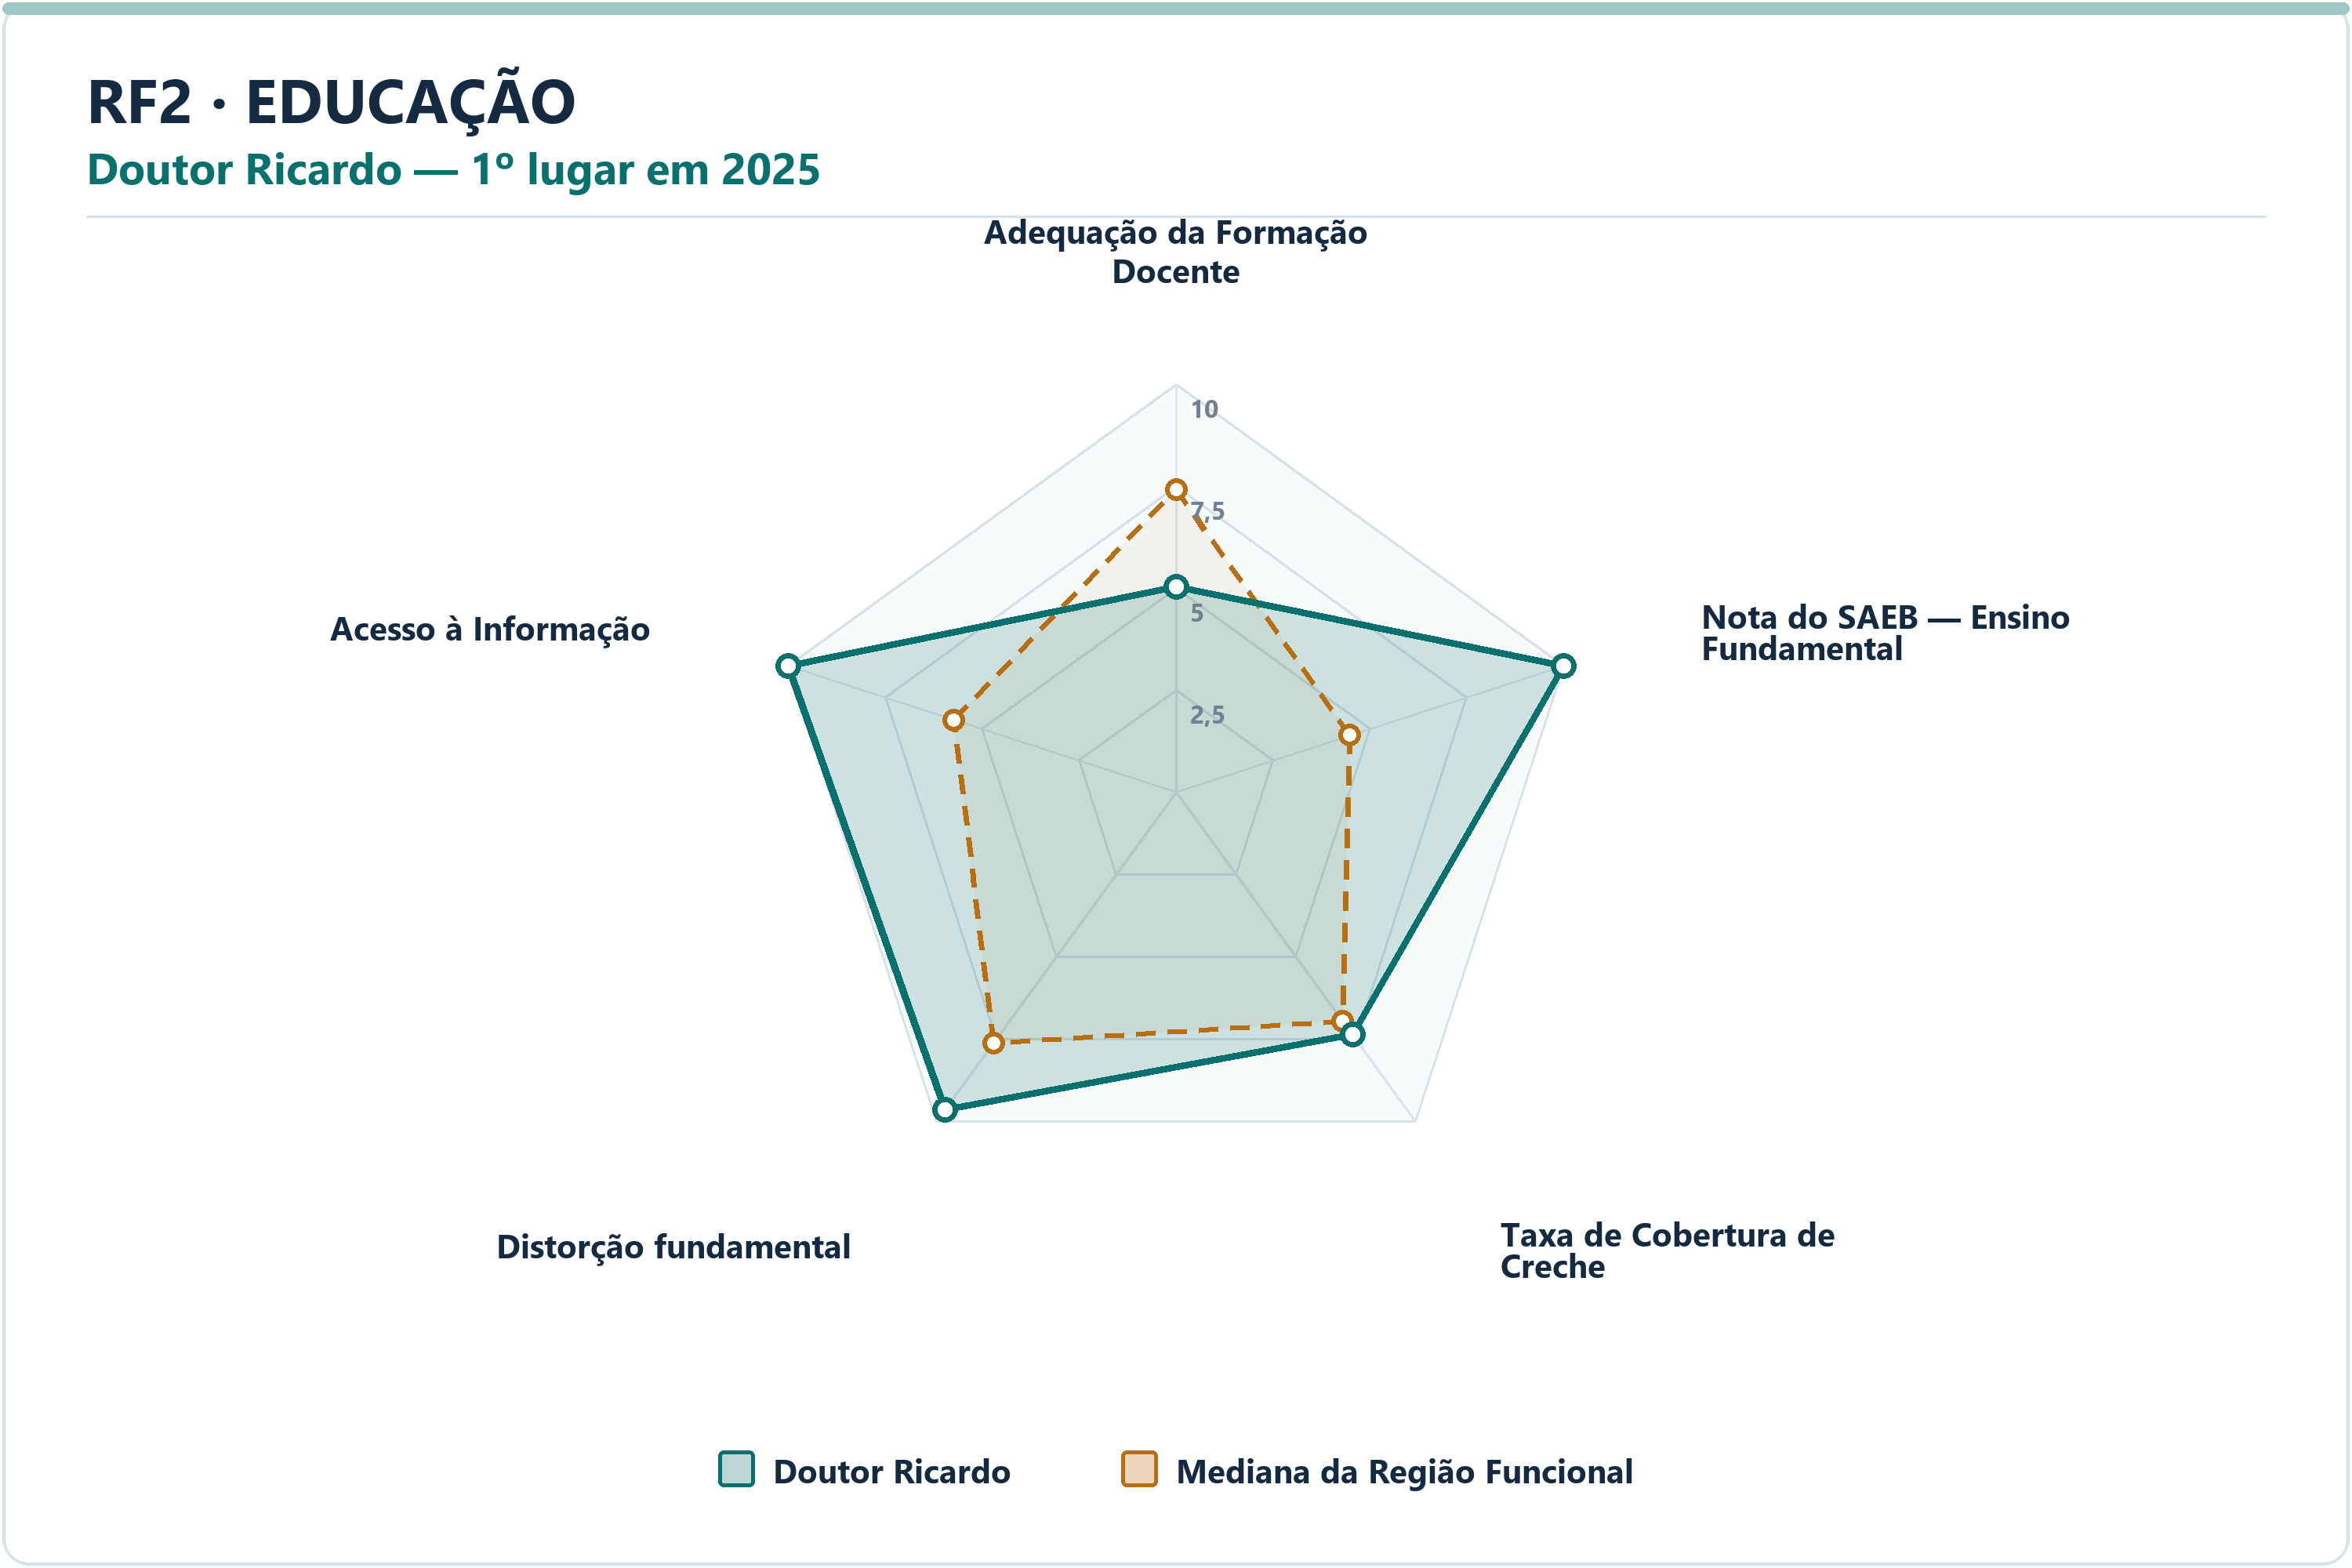 RF2 · EDUCAÇÃO
Doutor Ricardo — 1º lugar em 2025
Adequação da Formação
Docente
10
7,5
5
2,5
Acesso à Informação
Nota do SAEB — Ensino
Fundamental
Distorção fundamental
Taxa de Cobertura de
Creche
Doutor Ricardo
Mediana da Região Funcional